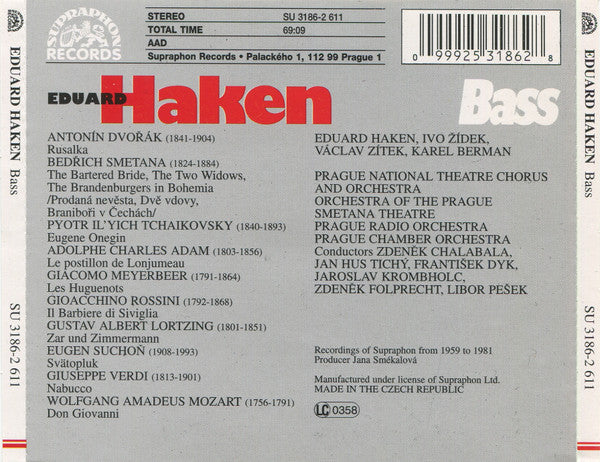 EDUARD HAKEN Bass
SU 3186-2 611
SUPRAPHON
RECORDS
STEREO SU 3186-2 611
TOTAL TIME 69:09
AAD
Supraphon Records • Palackého 1, 112 99 Prague 1
0 99925 31862 8
EDUARD Haken
Bass
ANTONÍN DVOŘÁK (1841-1904)
Rusalka
BEDŘICH SMETANA (1824-1884)
The Bartered Bride, The Two Widows,
The Brandenburgers in Bohemia
/Prodaná nevěsta, Dvě vdovy,
Braniboři v Čechách/
PYOTR IL'YICH TCHAIKOVSKY (1840-1893)
Eugene Onegin
ADOLPHE CHARLES ADAM (1803-1856)
Le postillon de Lonjumeau
GIACOMO MEYERBEER (1791-1864)
Les Huguenots
GIOACCHINO ROSSINI (1792-1868)
Il Barbiere di Siviglia
GUSTAV ALBERT LORTZING (1801-1851)
Zar und Zimmermann
EUGEN SUCHOŇ (1908-1993)
Svätopluk
GIUSEPPE VERDI (1813-1901)
Nabucco
WOLFGANG AMADEUS MOZART (1756-1791)
Don Giovanni
EDUARD HAKEN, IVO ŽÍDEK,
VÁCLAV ZÍTEK, KAREL BERMAN
PRAGUE NATIONAL THEATRE CHORUS
AND ORCHESTRA
ORCHESTRA OF THE PRAGUE
SMETANA THEATRE
PRAGUE RADIO ORCHESTRA
PRAGUE CHAMBER ORCHESTRA
Conductors ZDENĚK CHALABALA,
JAN HUS TICHÝ, FRANTIŠEK DYK,
JAROSLAV KROMBHOLC,
ZDENĚK FOLPRECHT, LIBOR PEŠEK
Recordings of Supraphon from 1959 to 1981
Producer Jana Smékalová
Manufactured under license of Supraphon Ltd.
MADE IN THE CZECH REPUBLIC
LC 0358
EDUARD HAKEN Bass
SU 3186-2 611